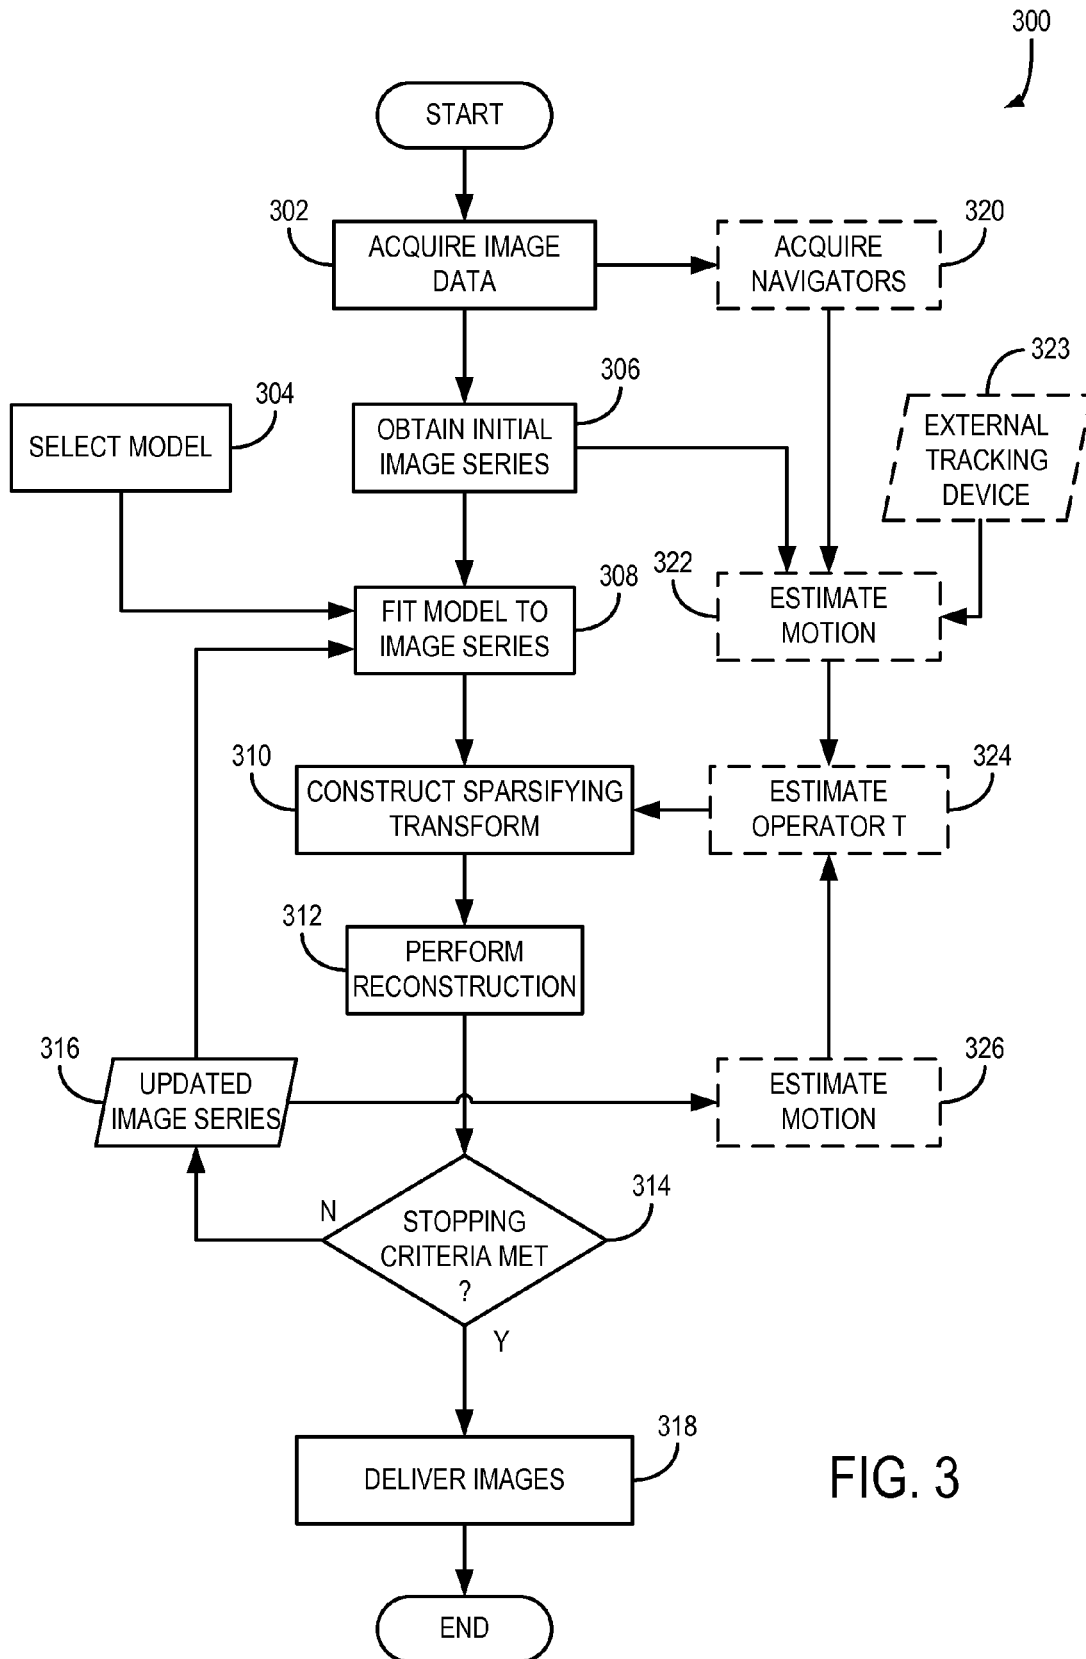 300
START
302
ACQUIRE IMAGE
DATA
320
ACQUIRE
NAVIGATORS
323
EXTERNAL
TRACKING
DEVICE
304
SELECT MODEL
306
OBTAIN INITIAL
IMAGE SERIES
308
FIT MODEL TO
IMAGE SERIES
322
ESTIMATE
MOTION
310
CONSTRUCT SPARSIFYING
TRANSFORM
324
ESTIMATE
OPERATOR T
312
PERFORM
RECONSTRUCTION
316
UPDATED
IMAGE SERIES
326
ESTIMATE
MOTION
314
N
STOPPING
CRITERIA MET
?
Y
318
DELIVER IMAGES
FIG. 3
END